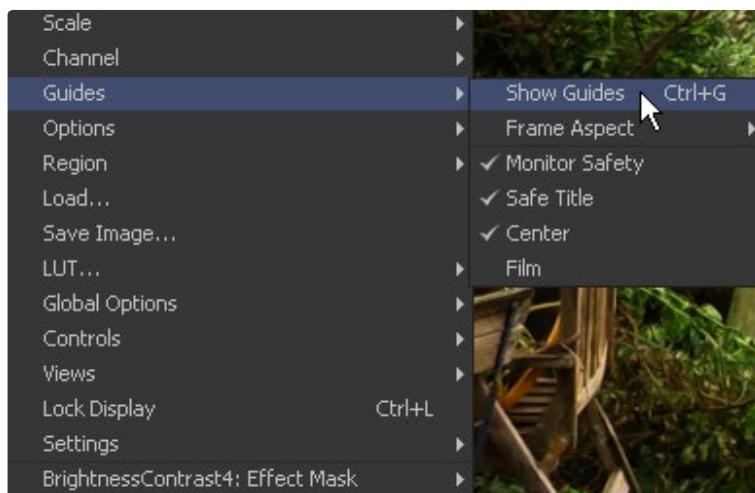 Scale
Channel
Guides
Options
Region
Load...
Save Image...
LUT...
Global Options
Controls
Views
Lock Display Ctrl+L
Settings
BrightnessContrast4: Effect Mask
Show Guides Ctrl+G
Frame Aspect
Monitor Safety
Safe Title
Center
Film